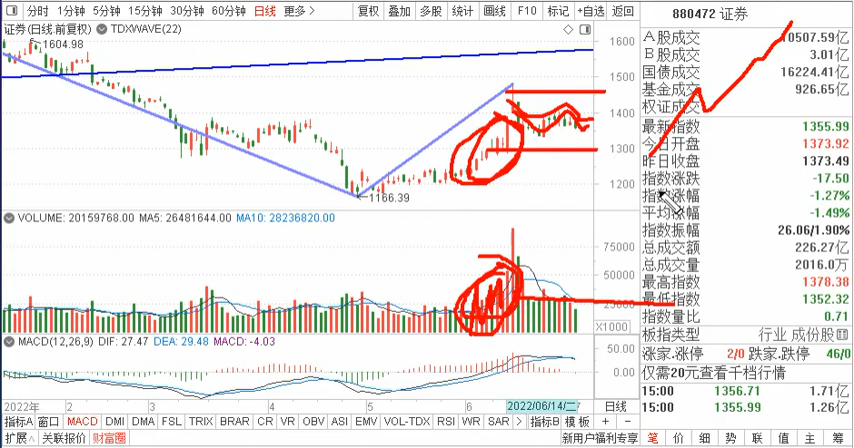 分时 1分钟 5分钟 15分钟 30分钟 60分钟 日线 更多 复权 叠加 多股 统计 画线 F10 标记 +自选 返回
880472 证券
证券(日线.前复权) TDXWAVE(22)
1604.98
1600
1500
1400
1300
1200
1166.39
A股成交 10507.59亿
B股成交 3.01亿
国债成交 16224.41亿
基金成交 926.65亿
权证成交
最新指数 1355.99
今日开盘 1373.92
昨日收盘 1373.49
指数涨跌 -17.50
指数涨幅 -1.27%
平均涨幅 -1.49%
指数振幅 26.06/1.90%
总成交额 226.27亿
总成交量 2016.0万
最高指数 1378.38
最低指数 1352.32
指数量比 0.71
板指类型 行业 成份股
涨家.涨停 2/0 跌家.跌停 46/0
仅需20元查看千档行情
15:00 1356.71 1.71亿
15:00 1355.99 1.26亿
VOLUME: 20159768.00 MA5: 26481644.00 MA10: 28236820.00
75000
50000
25000
X1000
MACD(12,26,9) DIF: 27.47 DEA: 29.48 MACD: -4.03
50.00
0.00
2022年 2 3 4 5 6 2022/06/14/二 日线
指标A 窗口 MACD DMI DMA FSL TRIX BRAR CR VR OBV ASI EMV VOL-TDX RSI WR SAR 指标B 模板 + -
扩展 关联报价 财富圈 新用户福利专享 笔 价 细 势 联 值 主 筹